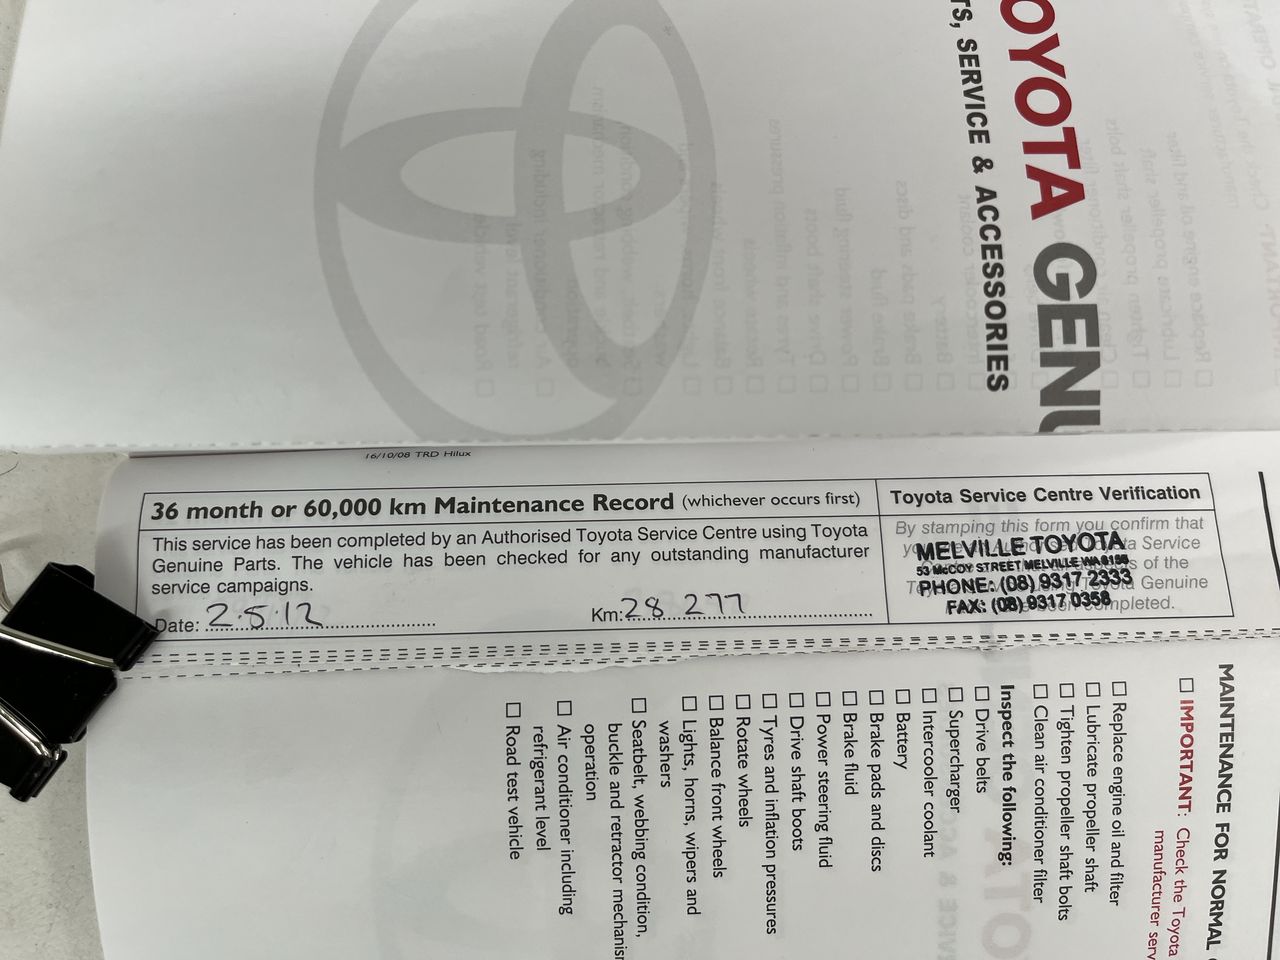 TOYOTA GENU
TS, SERVICE & ACCESSORIES
16/10/08 TRD Hilux
36 month or 60,000 km Maintenance Record (whichever occurs first)
This service has been completed by an Authorised Toyota Service Centre using Toyota
Genuine Parts. The vehicle has been checked for any outstanding manufacturer
service campaigns.
Date: 2.5.12
Km: 28 277
Toyota Service Centre Verification
By stamping this form you confirm that
MELVILLE TOYOTA
53 McCOY STREET MELVILLE WA 6156
PHONE: (08) 9317 2333
FAX: (08) 9317 0358
Service
of the
Genuine
completed.
MAINTENANCE FOR NORMAL
☐ IMPORTANT: Check the Toyota
manufacturer serv
☐ Replace engine oil and filter
☐ Lubricate propeller shaft
☐ Tighten propeller shaft bolts
☐ Clean air conditioner filter
Inspect the following:
☐ Drive belts
☐ Supercharger
☐ Intercooler coolant
☐ Battery
☐ Brake pads and discs
☐ Brake fluid
☐ Power steering fluid
☐ Drive shaft boots
☐ Tyres and inflation pressures
☐ Rotate wheels
☐ Balance front wheels
☐ Lights, horns, wipers and
washers
☐ Seatbelt, webbing condition,
buckle and retractor mechanism
operation
☐ Air conditioner including
refrigerant level
☐ Road test vehicle